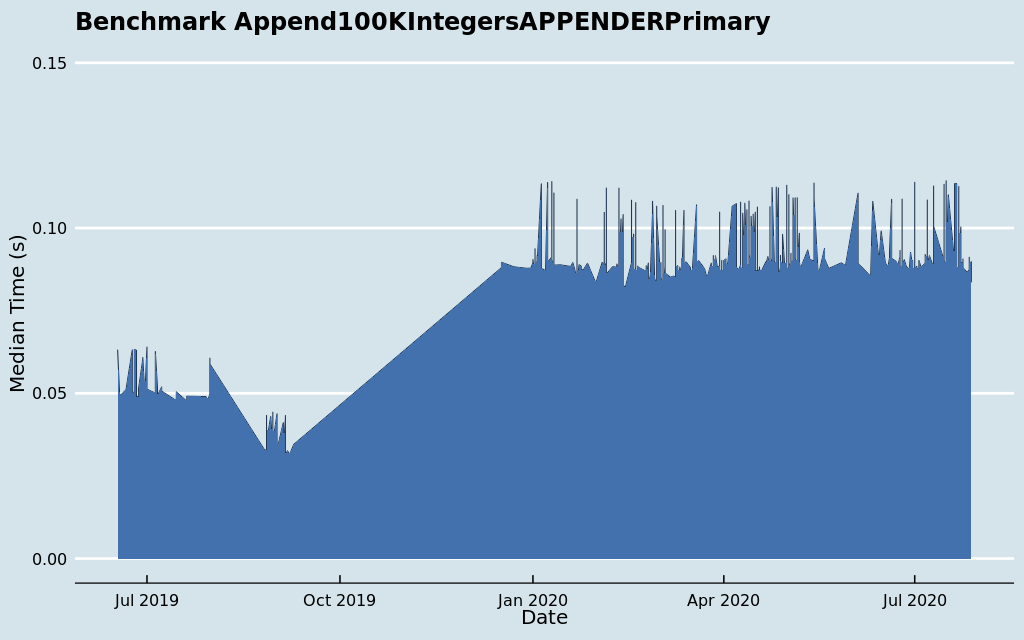 Benchmark Append100KIntegersAPPENDERPrimary
0.15
0.10
0.05
0.00
Median Time (s)
Jul 2019 Oct 2019 Jan 2020 Apr 2020 Jul 2020
Date